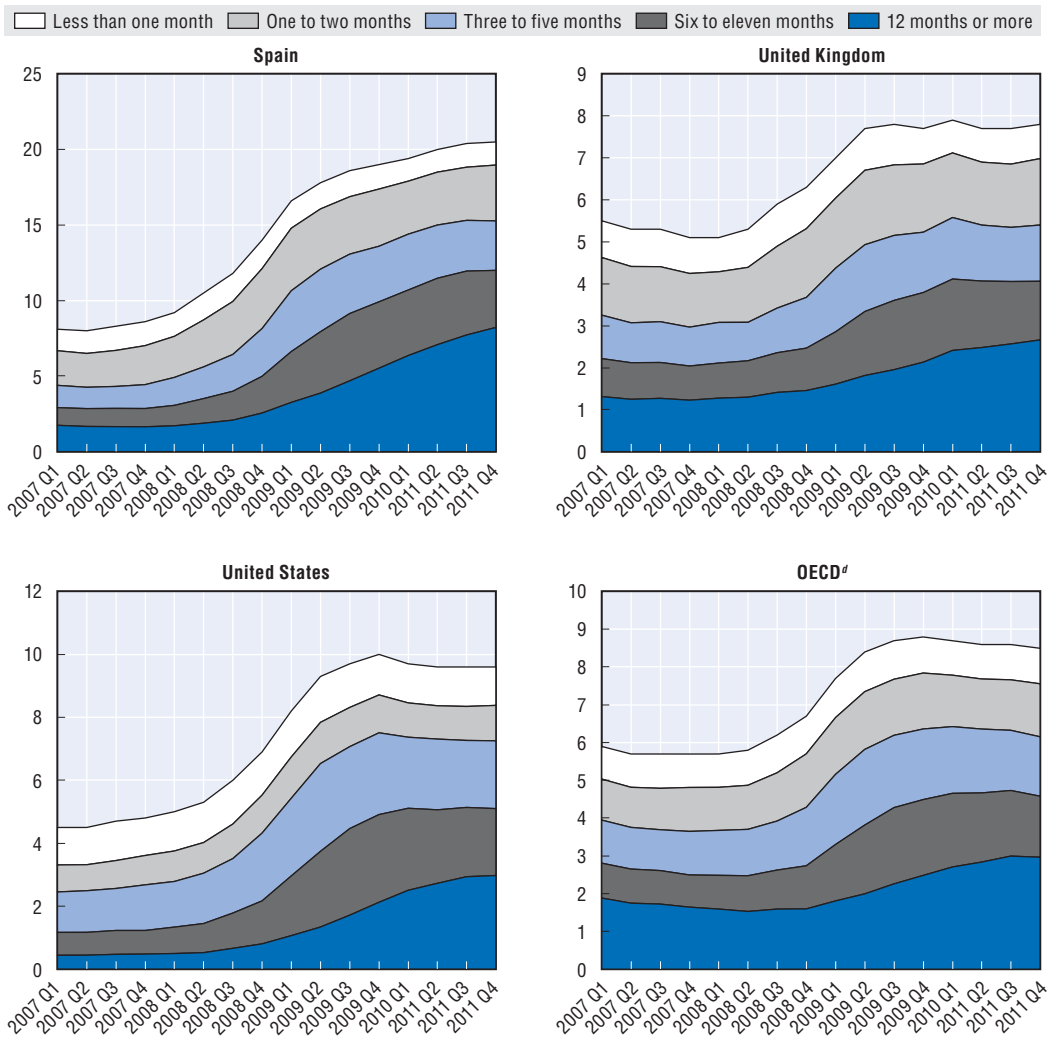 Less than one month One to two months Three to five months Six to eleven months 12 months or more
Spain
25
20
15
10
5
0
2007 Q1
2007 Q2
2007 Q3
2007 Q4
2008 Q1
2008 Q2
2008 Q3
2008 Q4
2009 Q1
2009 Q2
2009 Q3
2009 Q4
2010 Q1
2011 Q2
2011 Q3
2011 Q4
United Kingdom
9
8
7
6
5
4
3
2
1
0
2007 Q1
2007 Q2
2007 Q3
2007 Q4
2008 Q1
2008 Q2
2008 Q3
2008 Q4
2009 Q1
2009 Q2
2009 Q3
2009 Q4
2010 Q1
2011 Q2
2011 Q3
2011 Q4
United States
12
10
8
6
4
2
0
2007 Q1
2007 Q2
2007 Q3
2007 Q4
2008 Q1
2008 Q2
2008 Q3
2008 Q4
2009 Q1
2009 Q2
2009 Q3
2009 Q4
2010 Q1
2011 Q2
2011 Q3
2011 Q4
OECDᵈ
10
9
8
7
6
5
4
3
2
1
0
2007 Q1
2007 Q2
2007 Q3
2007 Q4
2008 Q1
2008 Q2
2008 Q3
2008 Q4
2009 Q1
2009 Q2
2009 Q3
2009 Q4
2010 Q1
2011 Q2
2011 Q3
2011 Q4